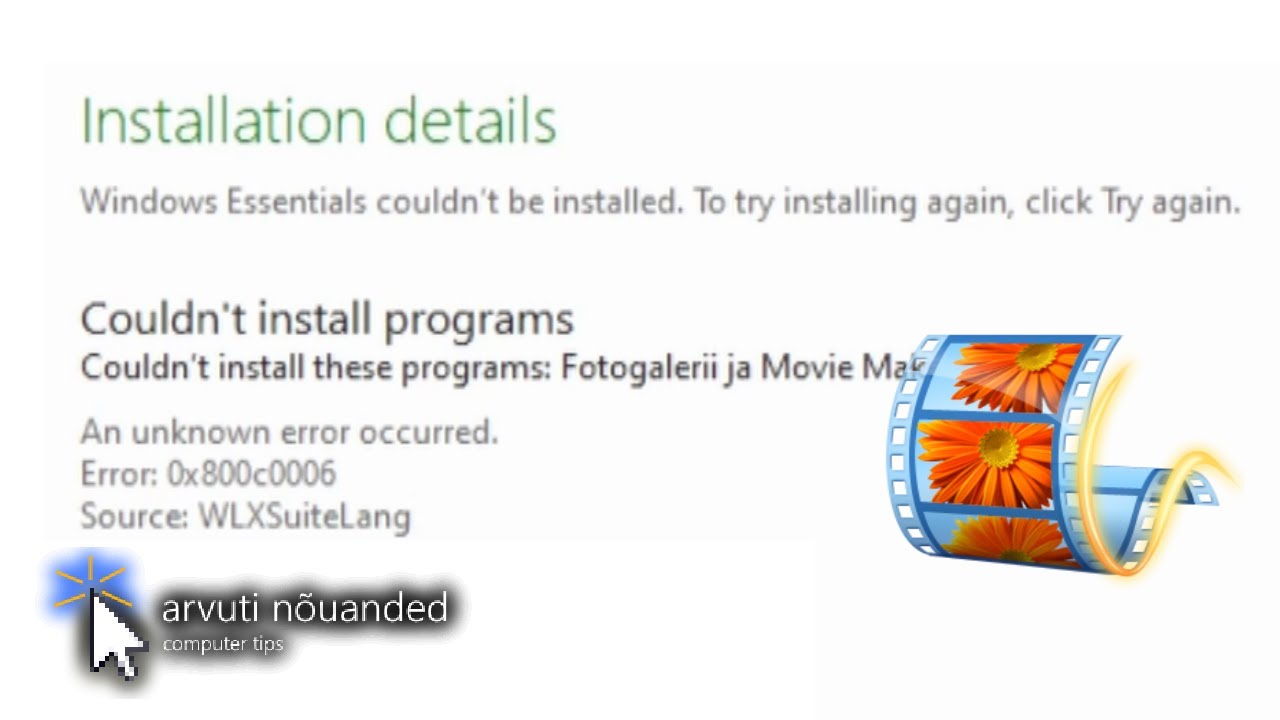 Installation details
Windows Essentials couldn't be installed. To try installing again, click Try again.
Couldn't install programs
Couldn't install these programs: Fotogalerii ja Movie Mak
An unknown error occurred.
Error: 0x800c0006
Source: WLXSuiteLang
arvuti nõuanded
computer tips